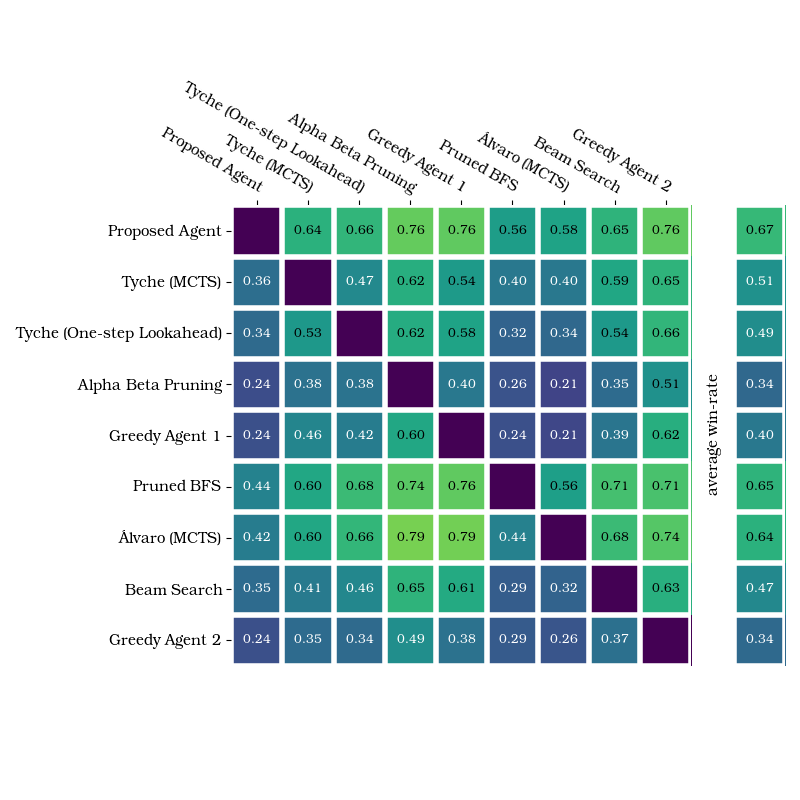 Proposed Agent
Tyche (MCTS)
Tyche (One-step Lookahead)
Alpha Beta Pruning
Greedy Agent 1
Pruned BFS
Álvaro (MCTS)
Beam Search
Greedy Agent 2
Proposed Agent 0.64 0.66 0.76 0.76 0.56 0.58 0.65 0.76 0.67
Tyche (MCTS) 0.36 0.47 0.62 0.54 0.40 0.40 0.59 0.65 0.51
Tyche (One-step Lookahead) 0.34 0.53 0.62 0.58 0.32 0.34 0.54 0.66 0.49
Alpha Beta Pruning 0.24 0.38 0.38 0.40 0.26 0.21 0.35 0.51 0.34
Greedy Agent 1 0.24 0.46 0.42 0.60 0.24 0.21 0.39 0.62 0.40
Pruned BFS 0.44 0.60 0.68 0.74 0.76 0.56 0.71 0.71 0.65
Álvaro (MCTS) 0.42 0.60 0.66 0.79 0.79 0.44 0.68 0.74 0.64
Beam Search 0.35 0.41 0.46 0.65 0.61 0.29 0.32 0.63 0.47
Greedy Agent 2 0.24 0.35 0.34 0.49 0.38 0.29 0.26 0.37 0.34
average win-rate